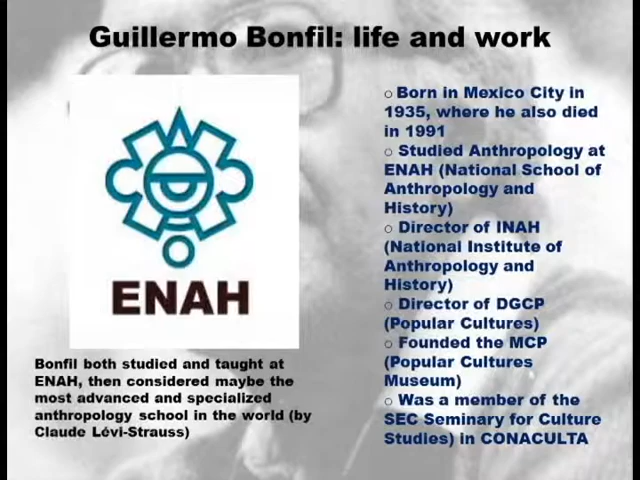 Guillermo Bonfil: life and work
ENAH
Bonfil both studied and taught at
ENAH, then considered maybe the
most advanced and specialized
anthropology school in the world (by
Claude Lévi-Strauss)
○ Born in Mexico City in
1935, where he also died
in 1991
○ Studied Anthropology at
ENAH (National School of
Anthropology and
History)
○ Director of INAH
(National Institute of
Anthropology and
History)
○ Director of DGCP
(Popular Cultures)
○ Founded the MCP
(Popular Cultures
Museum)
○ Was a member of the
SEC Seminary for Culture
Studies) in CONACULTA